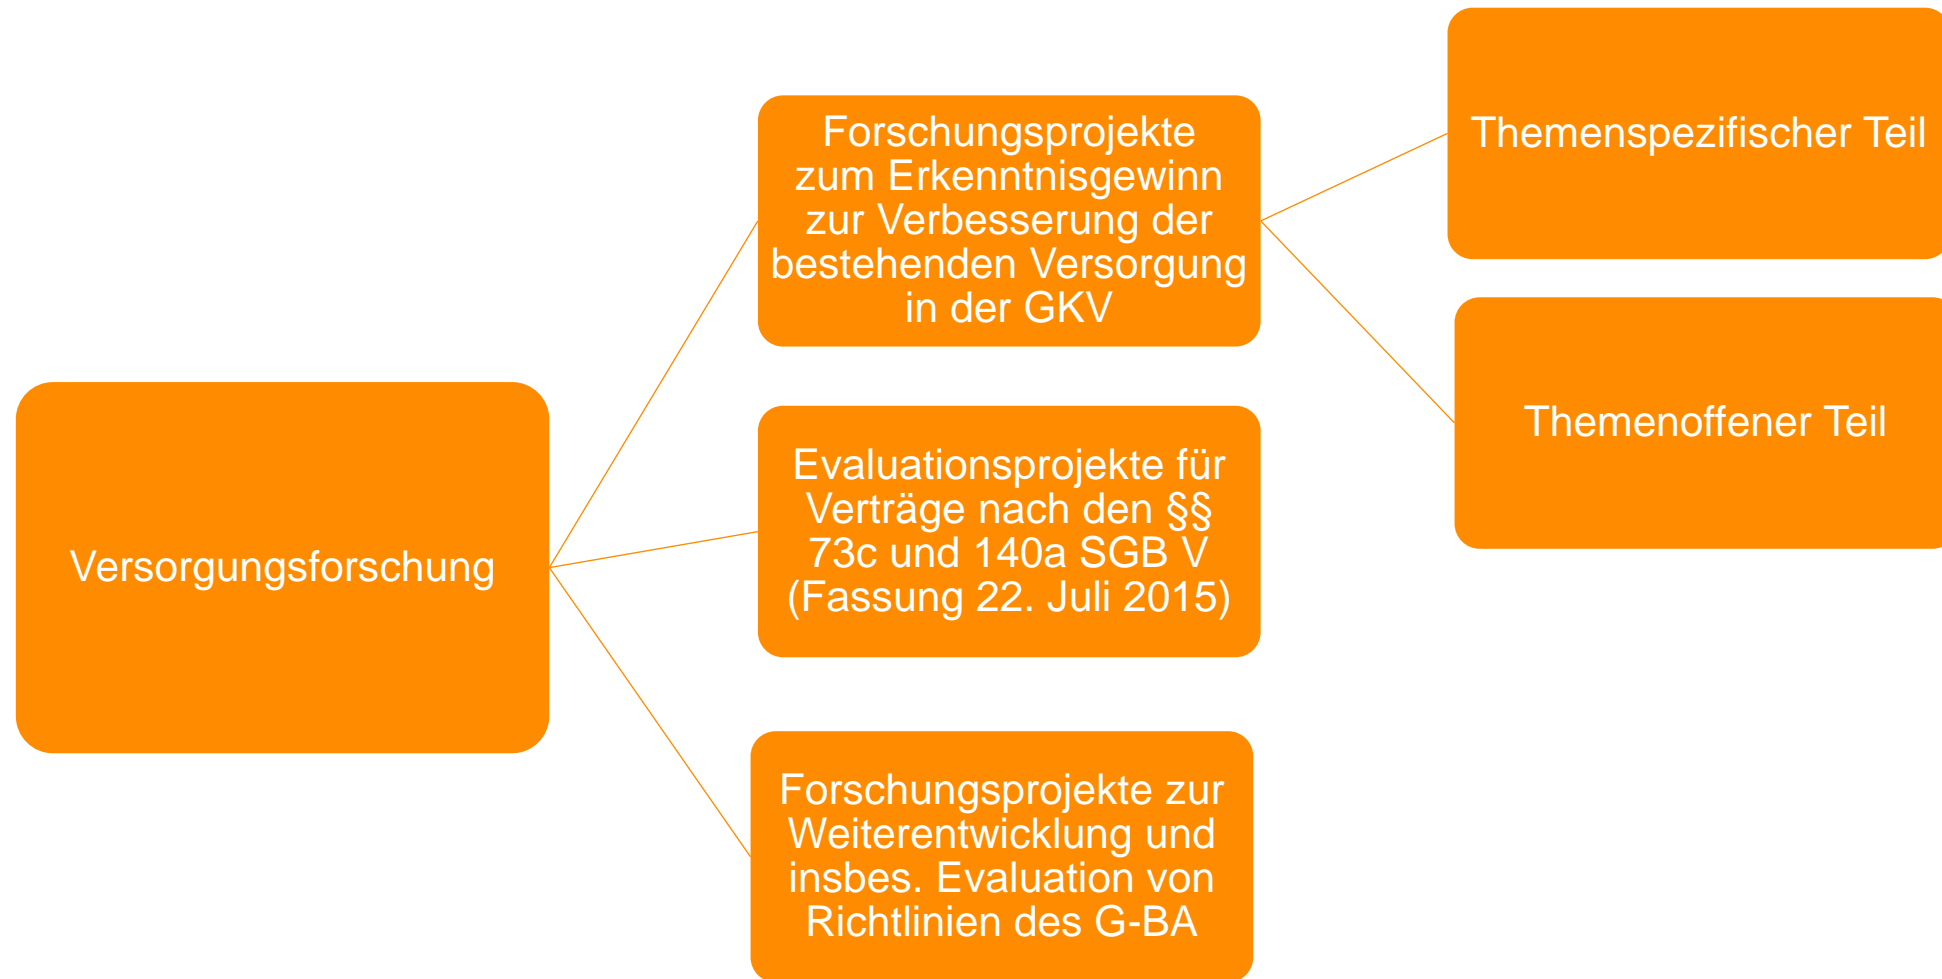 Versorgungsforschung
Forschungsprojekte
zum Erkenntnisgewinn
zur Verbesserung der
bestehenden Versorgung
in der GKV
Themenspezifischer Teil
Themenoffener Teil
Evaluationsprojekte für
Verträge nach den §§
73c und 140a SGB V
(Fassung 22. Juli 2015)
Forschungsprojekte zur
Weiterentwicklung und
insbes. Evaluation von
Richtlinien des G-BA